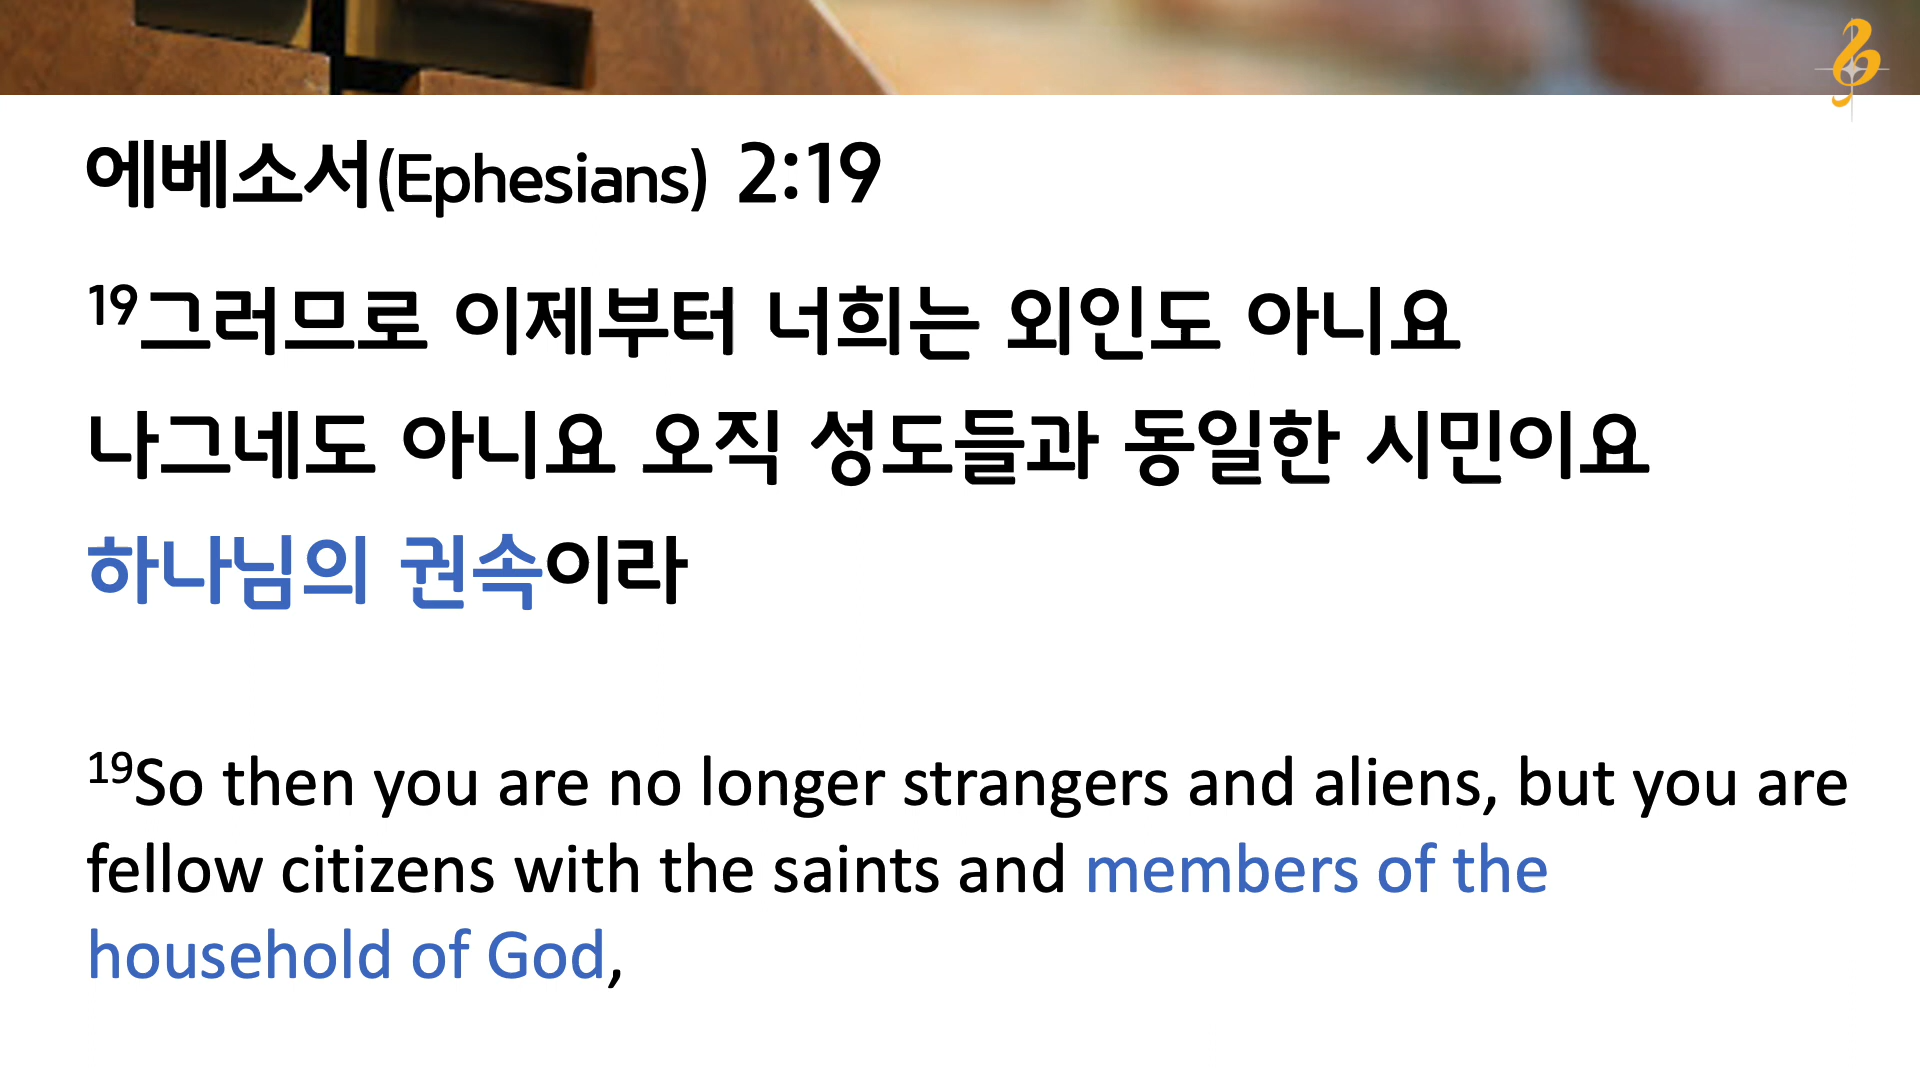 에베소서(Ephesians) 2:19
19그러므로 이제부터 너희는 외인도 아니요
나그네도 아니요 오직 성도들과 동일한 시민이요
하나님의 권속이라
19So then you are no longer strangers and aliens, but you are
fellow citizens with the saints and members of the
household of God,